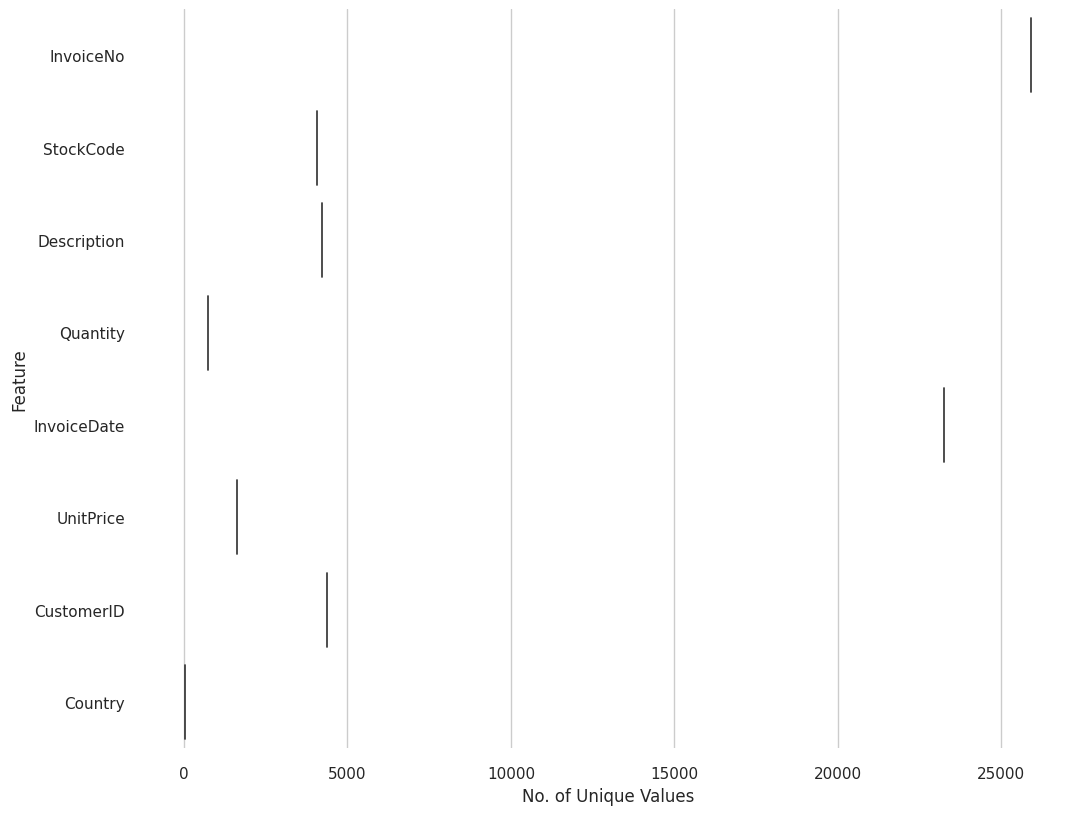 InvoiceNo
StockCode
Description
Quantity
InvoiceDate
UnitPrice
CustomerID
Country
Feature
0 5000 10000 15000 20000 25000
No. of Unique Values